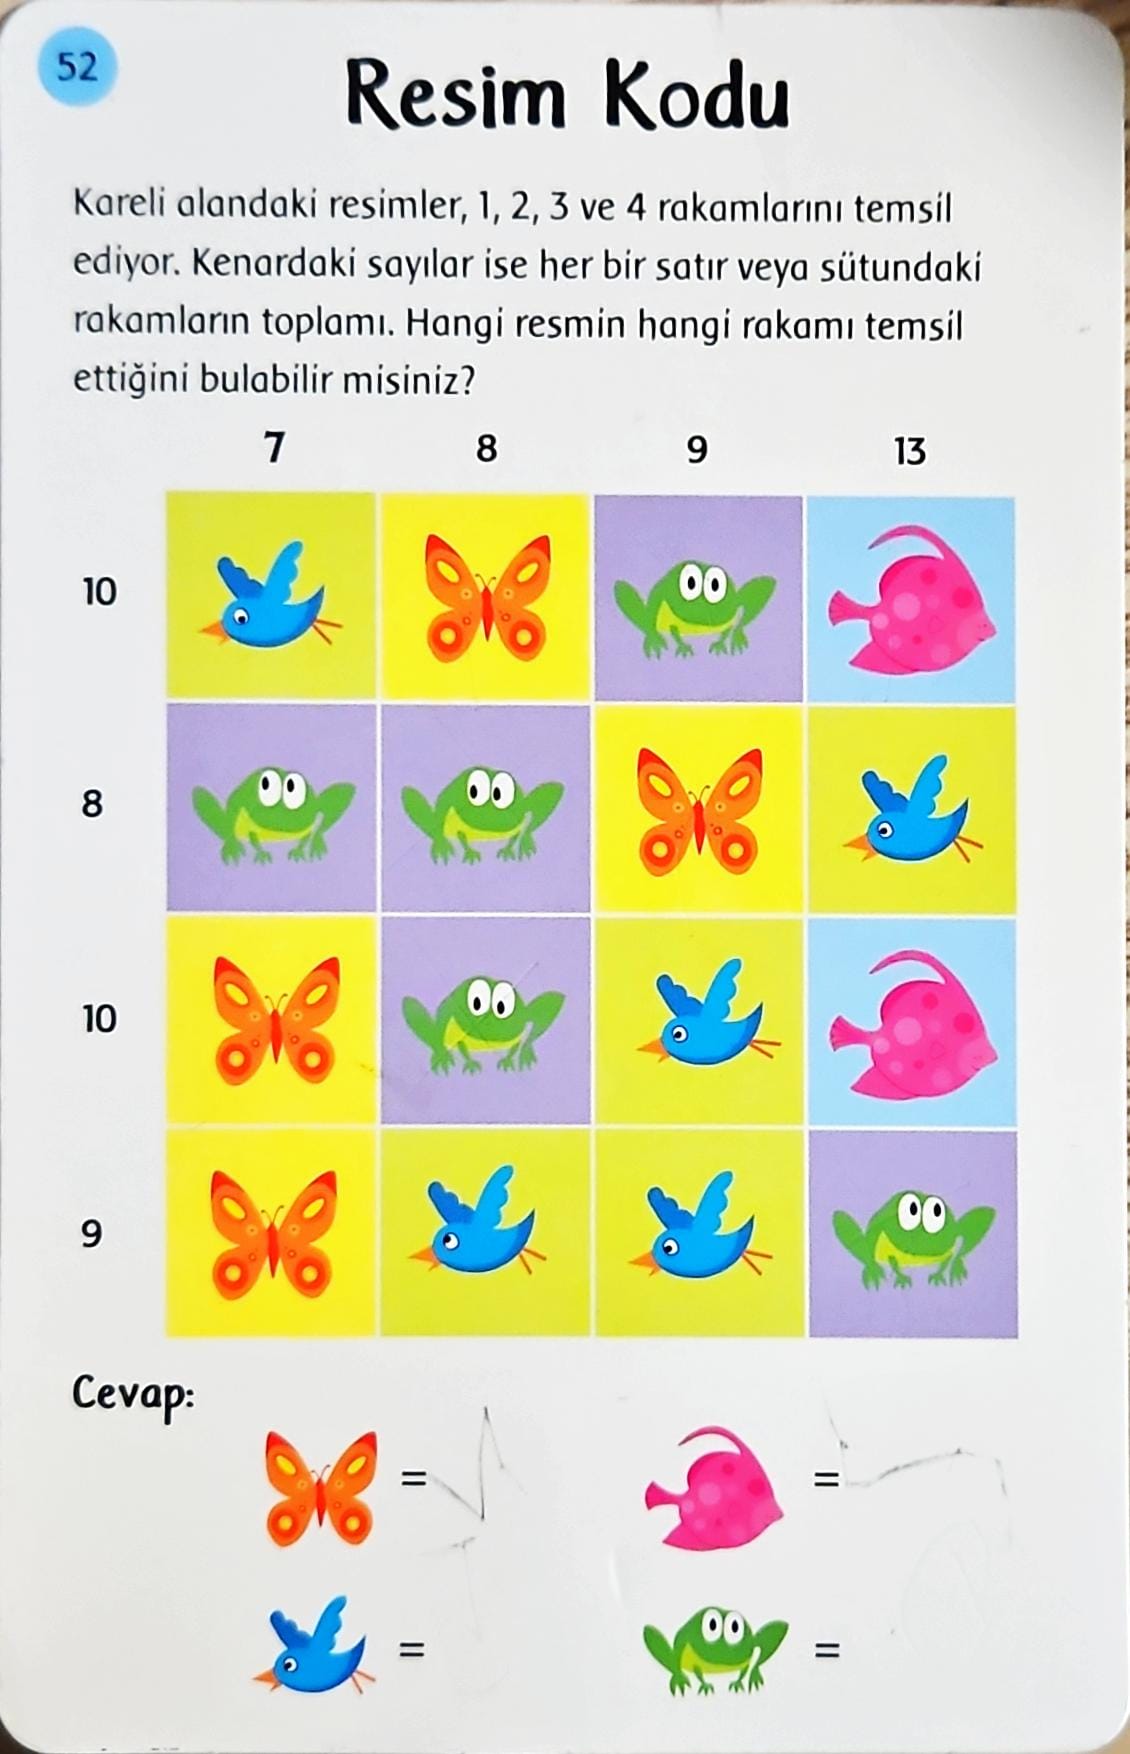 52
Resim Kodu
Kareli alandaki resimler, 1, 2, 3 ve 4 rakamlarını temsil
ediyor. Kenardaki sayılar ise her bir satır veya sütundaki
rakamların toplamı. Hangi resmin hangi rakamı temsil
ettiğini bulabilir misiniz?
7 8 9 13
10
8
10
9
Cevap:
= =
= =